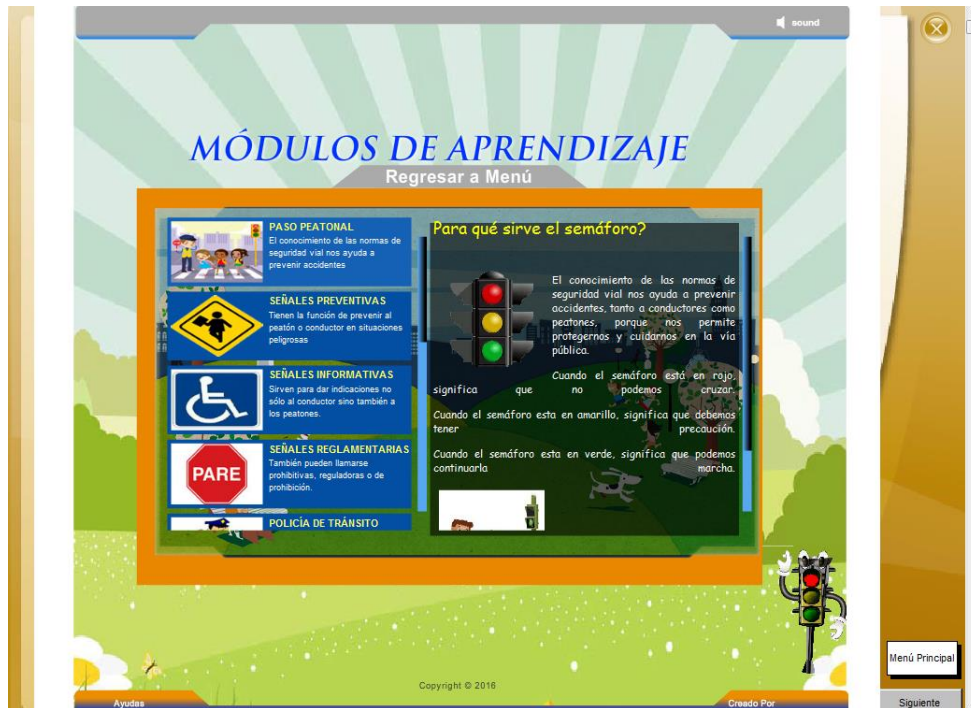 sound
MÓDULOS DE APRENDIZAJE
Regresar a Menú
PASO PEATONAL
El conocimiento de las normas de
seguridad vial nos ayuda a
prevenir accidentes
SEÑALES PREVENTIVAS
Tienen la función de prevenir al
peatón o conductor en situaciones
peligrosas
SEÑALES INFORMATIVAS
Sirven para dar indicaciones no
sólo al conductor sino también a
los peatones.
PARE
SEÑALES REGLAMENTARIAS
También pueden llamarse
prohibitivas, reguladoras o de
prohibición.
POLICÍA DE TRÁNSITO
Para qué sirve el semáforo?
El conocimiento de las normas de
seguridad vial nos ayuda a prevenir
accidentes, tanto a conductores como
peatones, porque nos permite
protegernos y cuidarnos en la vía
pública.
Cuando el semáforo está en rojo,
significa que no podemos cruzar.
Cuando el semáforo esta en amarillo, significa que debemos
tener precaución.
Cuando el semáforo esta en verde, significa que podemos
continuarla marcha.
Copyright © 2016
Ayudas
Creado Por
Menú Principal
Siguiente